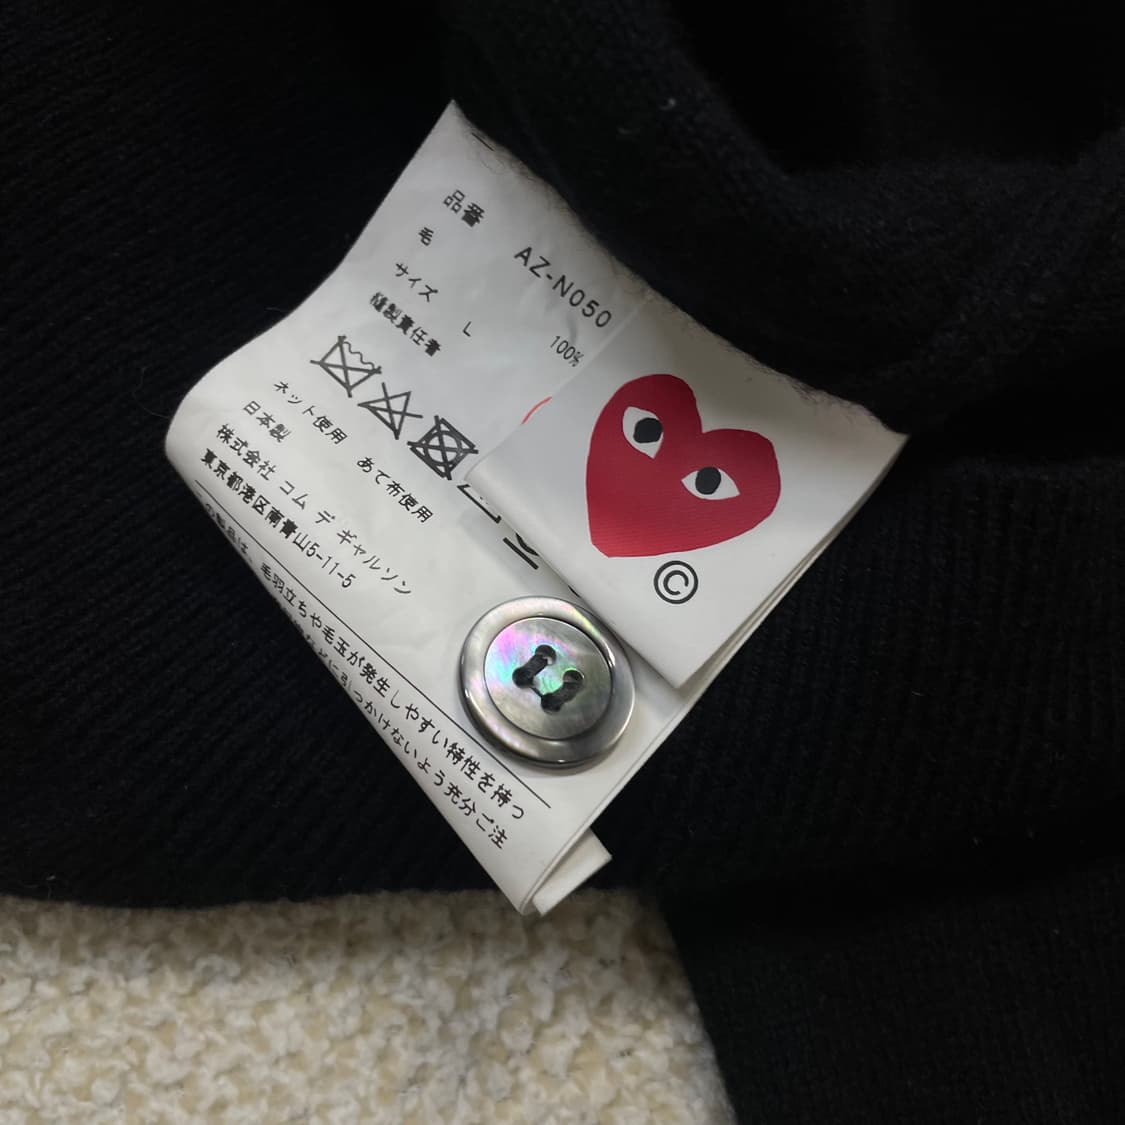 品番 AZ-N050
毛 100%
サイズ L
縫製責任者
ネット使用 あて布使用
日本製
株式会社 コム デ ギャルソン
東京都港区南青山5-11-5
毛羽立ちや毛玉が発生しやすい特性を持つ
引っかけないよう充分ご注
©